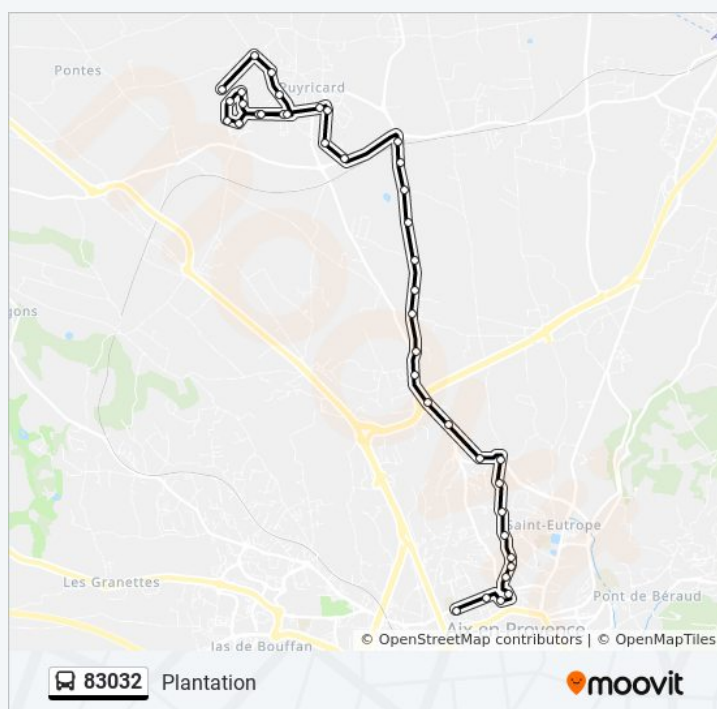 Pontes
Puyricard
gons
Saint-Eutrope
Les Granettes
Pont de Béraud
Aix-en-Provence
Jas de Bouffan
© OpenStreetMap contributors | © OpenMapTiles
83032 Plantation
moovit